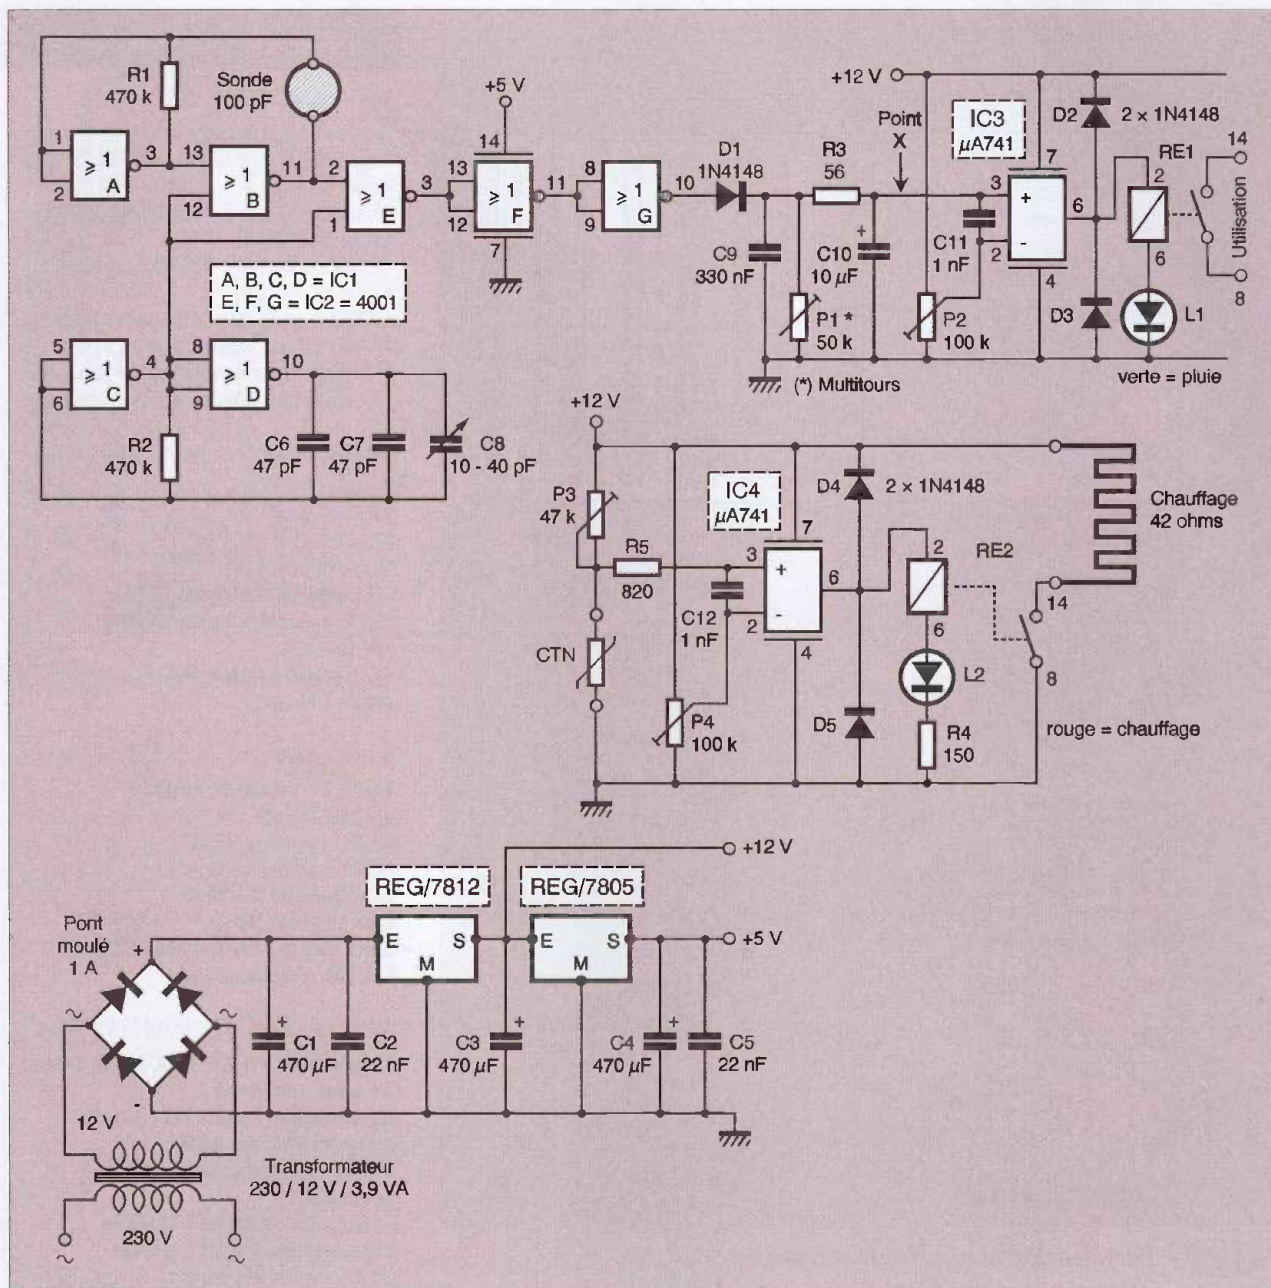 R1
470 k
Sonde
100 pF
1
2
≥ 1
A
3
13
12
≥ 1
B
11
2
1
≥ 1
E
3
+5 V
14
13
12
≥ 1
F
7
11
8
9
≥ 1
G
10
D1
1N4148
C9
330 nF
P1 *
50 k
(*) Multitours
R3
56
Point
X
+
C10
10 µF
+12 V
P2
100 k
C11
1 nF
IC3
µA741
3
+
2
-
7
4
6
D2
2 × 1N4148
D3
RE1
2
6
L1
verte = pluie
14
Utilisation
8
A, B, C, D = IC1
E, F, G = IC2 = 4001
5
6
≥ 1
C
4
8
9
≥ 1
D
10
R2
470 k
C6
47 pF
C7
47 pF
C8
10 - 40 pF
+12 V
P3
47 k
R5
820
CTN
P4
100 k
C12
1 nF
IC4
µA741
3
+
2
-
7
4
6
D4
2 × 1N4148
D5
RE2
2
6
L2
R4
150
rouge = chauffage
Chauffage
42 ohms
14
8
+12 V
REG/7812
REG/7805
E
S
M
E
S
M
+5 V
Pont
moulé
1 A
+
~
~
-
+
C1
470 µF
C2
22 nF
+
C3
470 µF
+
C4
470 µF
C5
22 nF
12 V
Transformateur
230 / 12 V / 3,9 VA
230 V
~
~